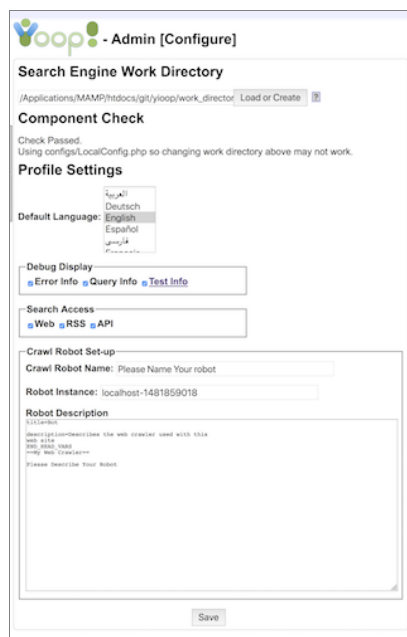 Yioop! - Admin [Configure]
Search Engine Work Directory
/Applications/MAMP/htdocs/git/yioop/work_director Load or Create [?]
Component Check
Check Passed.
Using configs/LocalConfig.php so changing work directory above may not work.
Profile Settings
العربية
Deutsch
Default Language: English
Español
فارسی
Français
Debug Display
Error Info Query Info Test Info
Search Access
Web RSS API
Crawl Robot Set-up
Crawl Robot Name: Please Name Your robot
Robot Instance: localhost-1481859018
Robot Description
title=Bot
description=Describes the web crawler used with this
web site
END_HEAD_VARS
==My Web Crawler==
Please Describe Your Robot
Save